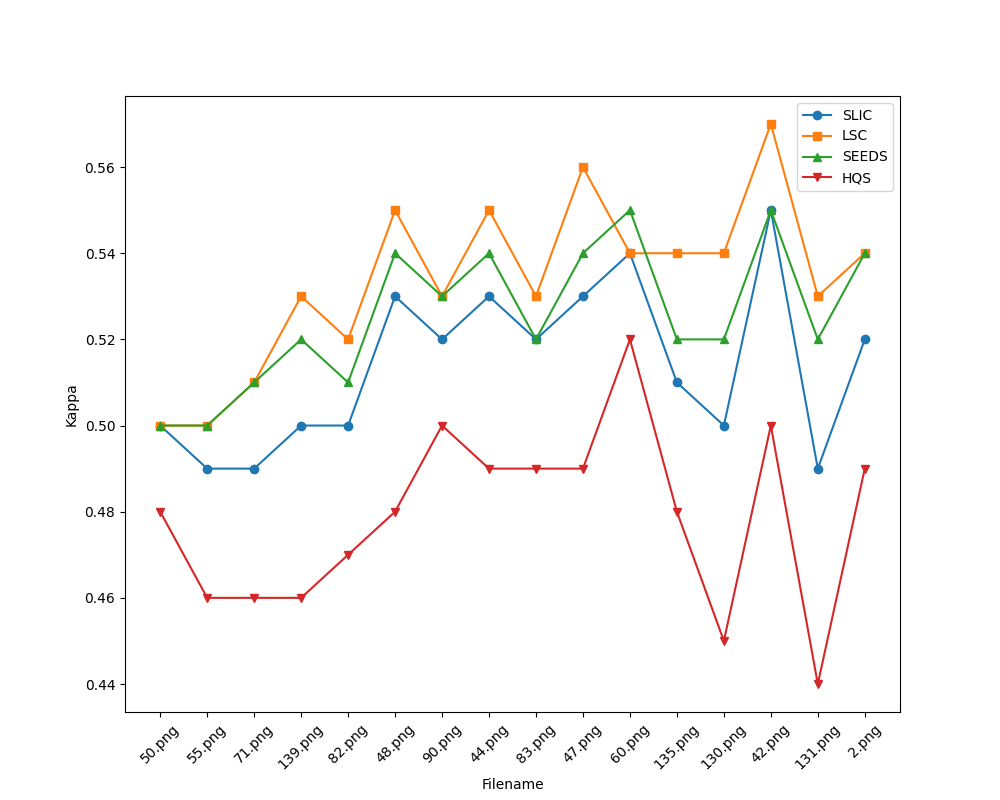 SLIC
LSC
SEEDS
HQS
0.56
0.54
0.52
0.50
0.48
0.46
0.44
Kappa
50.png
55.png
71.png
139.png
82.png
48.png
90.png
44.png
83.png
47.png
60.png
135.png
130.png
42.png
131.png
2.png
Filename